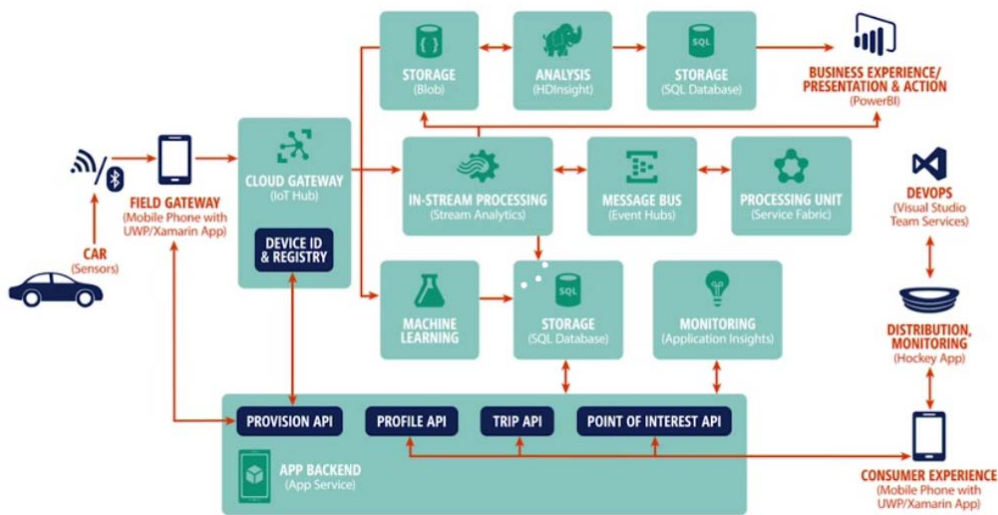 STORAGE
(Blob)
ANALYSIS
(HDInsight)
SQL
STORAGE
(SQL Database)
BUSINESS EXPERIENCE/
PRESENTATION & ACTION
(PowerBI)
CLOUD GATEWAY
(IoT Hub)
DEVICE ID
& REGISTRY
IN-STREAM PROCESSING
(Stream Analytics)
MESSAGE BUS
(Event Hubs)
PROCESSING UNIT
(Service Fabric)
DEVOPS
(Visual Studio
Team Services)
FIELD GATEWAY
(Mobile Phone with
UWP/Xamarin App)
CAR
(Sensors)
MACHINE
LEARNING
SQL
STORAGE
(SQL Database)
MONITORING
(Application Insights)
DISTRIBUTION,
MONITORING
(Hockey App)
PROVISION API
PROFILE API
TRIP API
POINT OF INTEREST API
APP BACKEND
(App Service)
CONSUMER EXPERIENCE
(Mobile Phone with
UWP/Xamarin App)